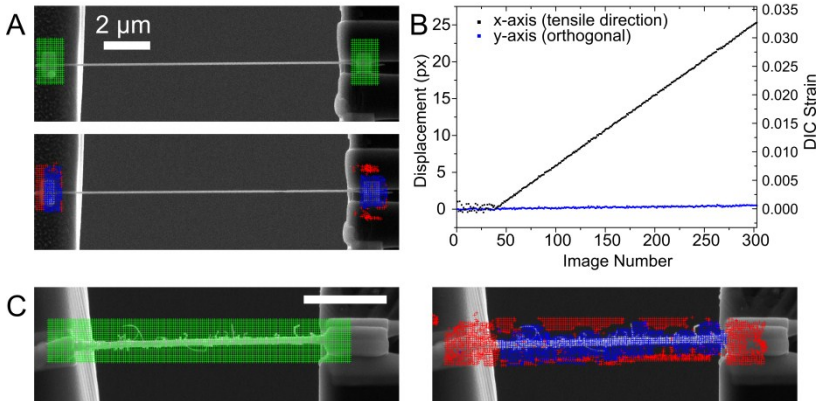 A
2 μm
B
x-axis (tensile direction)
y-axis (orthogonal)
Displacement (px)
25
20
15
10
5
0
0.035
0.030
0.025
0.020
0.015
0.010
0.005
0.000
DIC Strain
0 50 100 150 200 250 300
Image Number
C